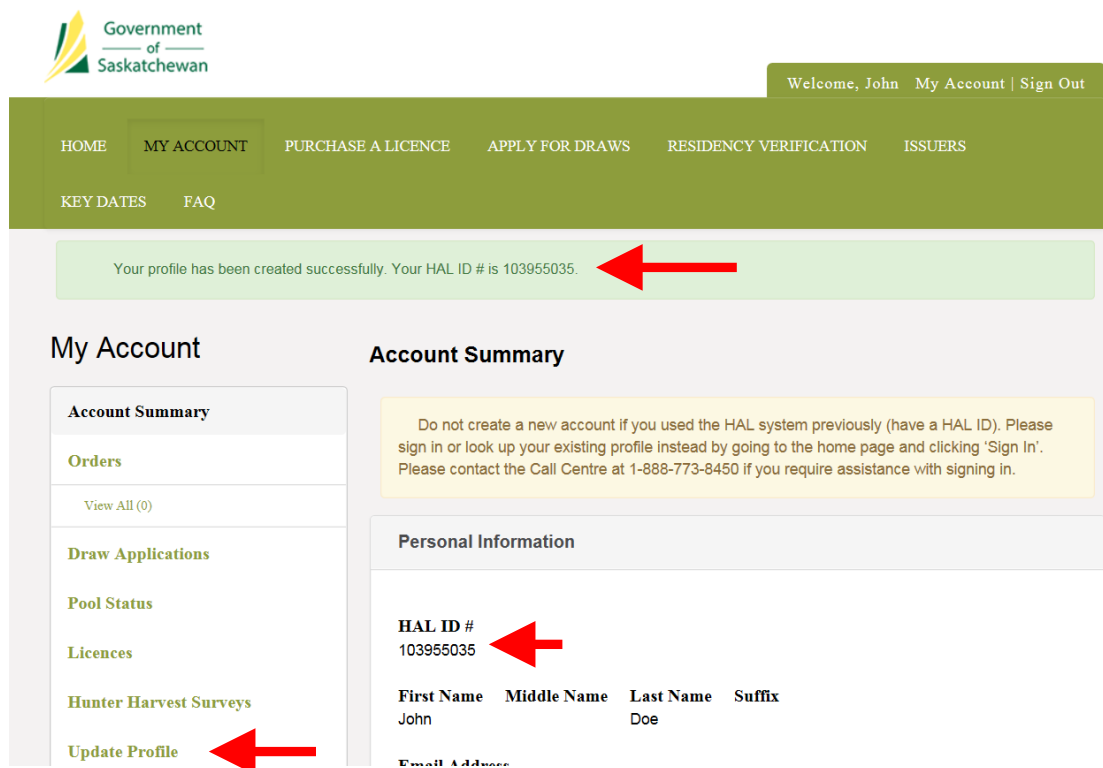 Government
of
Saskatchewan
Welcome, John My Account | Sign Out
HOME MY ACCOUNT PURCHASE A LICENCE APPLY FOR DRAWS RESIDENCY VERIFICATION ISSUERS
KEY DATES FAQ
Your profile has been created successfully. Your HAL ID # is 103955035.
My Account
Account Summary
Orders
View All (0)
Draw Applications
Pool Status
Licences
Hunter Harvest Surveys
Update Profile
Account Summary
Do not create a new account if you used the HAL system previously (have a HAL ID). Please
sign in or look up your existing profile instead by going to the home page and clicking ‘Sign In’.
Please contact the Call Centre at 1-888-773-8450 if you require assistance with signing in.
Personal Information
HAL ID #
103955035
First Name Middle Name Last Name Suffix
John Doe
Email Address